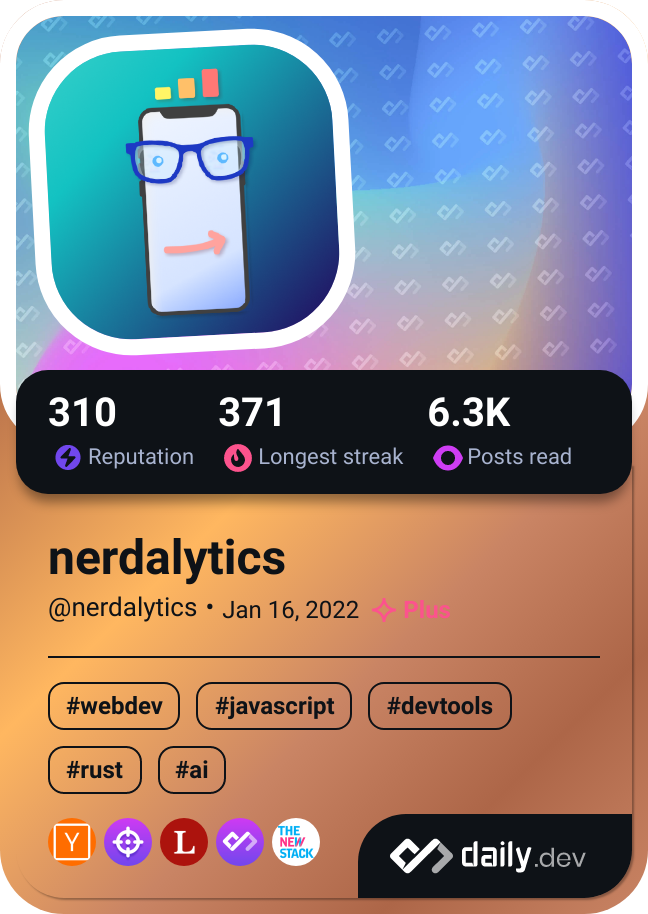 310 371 6.3K
Reputation Longest streak Posts read
nerdalytics
@nerdalytics • Jan 16, 2022 Plus
#webdev #javascript #devtools
#rust #ai
Y L THE
NEW
STACK
daily.dev